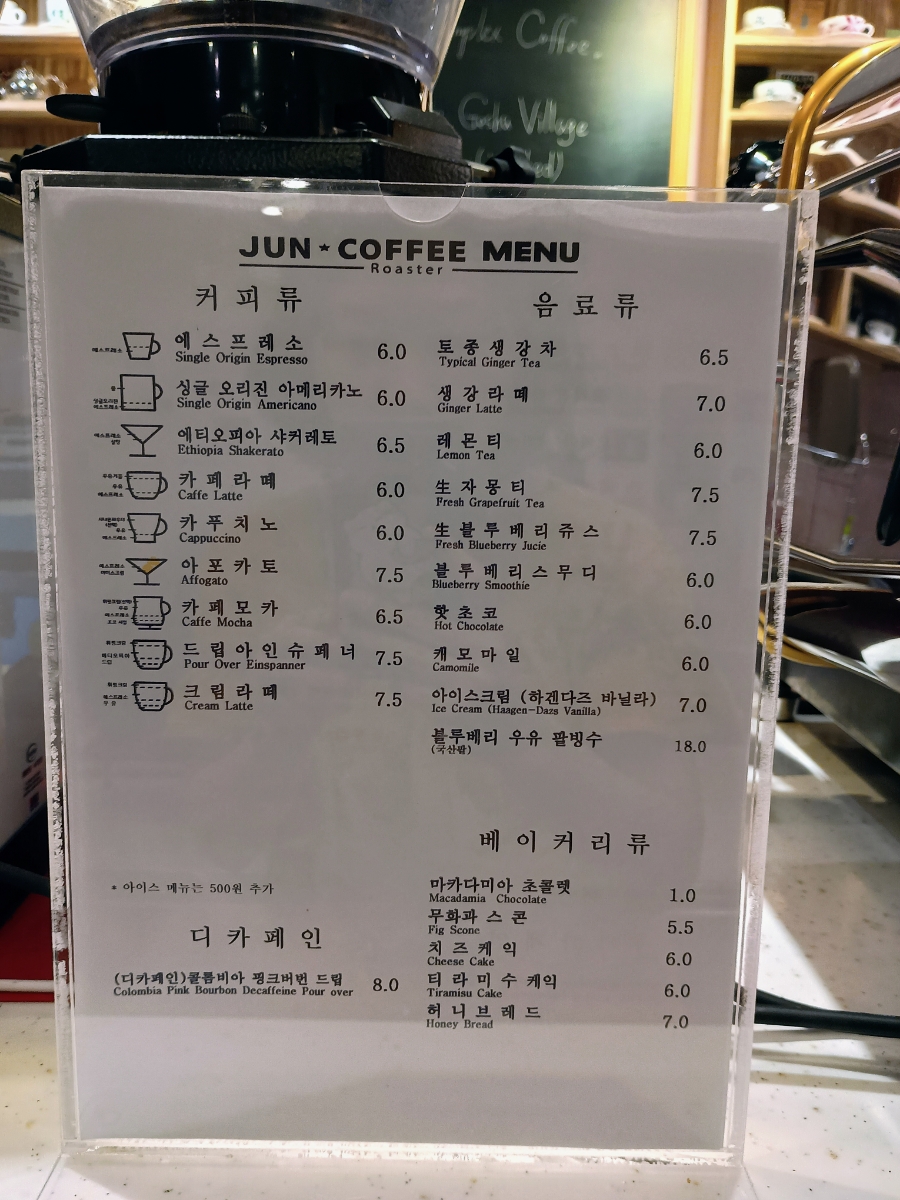 Coffee.
Village
JUN★COFFEE MENU
Roaster
커피류
에스프레소
에스프레소
Single Origin Espresso
6.0
싱글 오리진 아메리카노
Single Origin Americano
6.0
에티오피아 샤커레토
Ethiopia Shakerato
6.5
카페라떼
Caffe Latte
6.0
카푸치노
Cappuccino
6.0
아포카토
Affogato
7.5
카페모카
Caffe Mocha
6.5
드립아인슈페너
Pour Over Einspanner
7.5
크림라떼
Cream Latte
7.5
* 아이스 메뉴는 500원 추가
디카페인
(디카페인)콜롬비아 핑크버번 드립
Colombia Pink Bourbon Decaffeine Pour over
8.0
음료류
토종생강차
Typical Ginger Tea
6.5
생강라떼
Ginger Latte
7.0
레몬티
Lemon Tea
6.0
生자몽티
Fresh Grapefruit Tea
7.5
生블루베리쥬스
Fresh Blueberry Jucie
7.5
블루베리스무디
Blueberry Smoothie
6.0
핫초코
Hot Chocolate
6.0
캐모마일
Camomile
6.0
아이스크림 (하겐다즈 바닐라)
Ice Cream (Haagen-Dazs Vanilla)
7.0
블루베리 우유 팥빙수
(국산팥)
18.0
베이커리류
마카다미아 초콜렛
Macadamia Chocolate
1.0
무화과스콘
Fig Scone
5.5
치즈케익
Cheese Cake
6.0
티라미수케익
Tiramisu Cake
6.0
허니브레드
Honey Bread
7.0